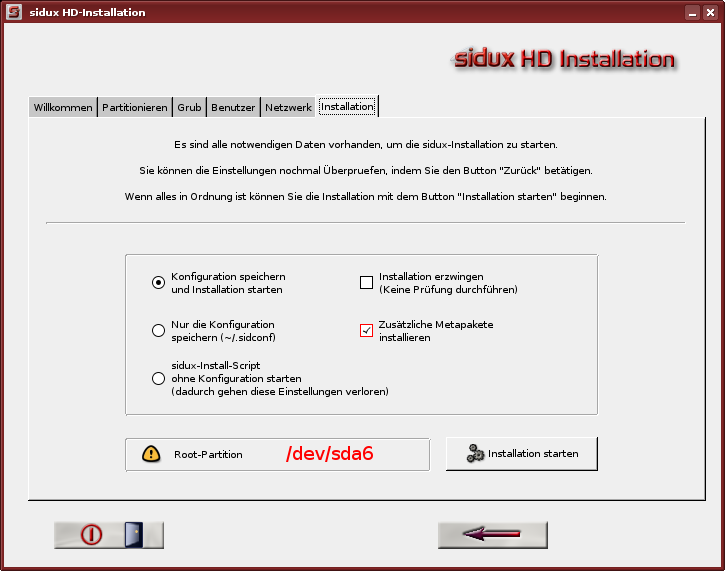 sidux HD-Installation
sidux HD Installation
Willkommen Partitionieren Grub Benutzer Netzwerk Installation
Es sind alle notwendigen Daten vorhanden, um die sidux-Installation zu starten.
Sie können die Einstellungen nochmal Überpruefen, indem Sie den Button "Zurück" betätigen.
Wenn alles in Ordnung ist können Sie die Installation mit dem Button "Installation starten" beginnen.
Konfiguration speichern
und Installation starten
Installation erzwingen
(Keine Prüfung durchführen)
Nur die Konfiguration
speichern (~/.sidconf)
Zusätzliche Metapakete
installieren
sidux-Install-Script
ohne Konfiguration starten
(dadurch gehen diese Einstellungen verloren)
Root-Partition /dev/sda6
Installation starten